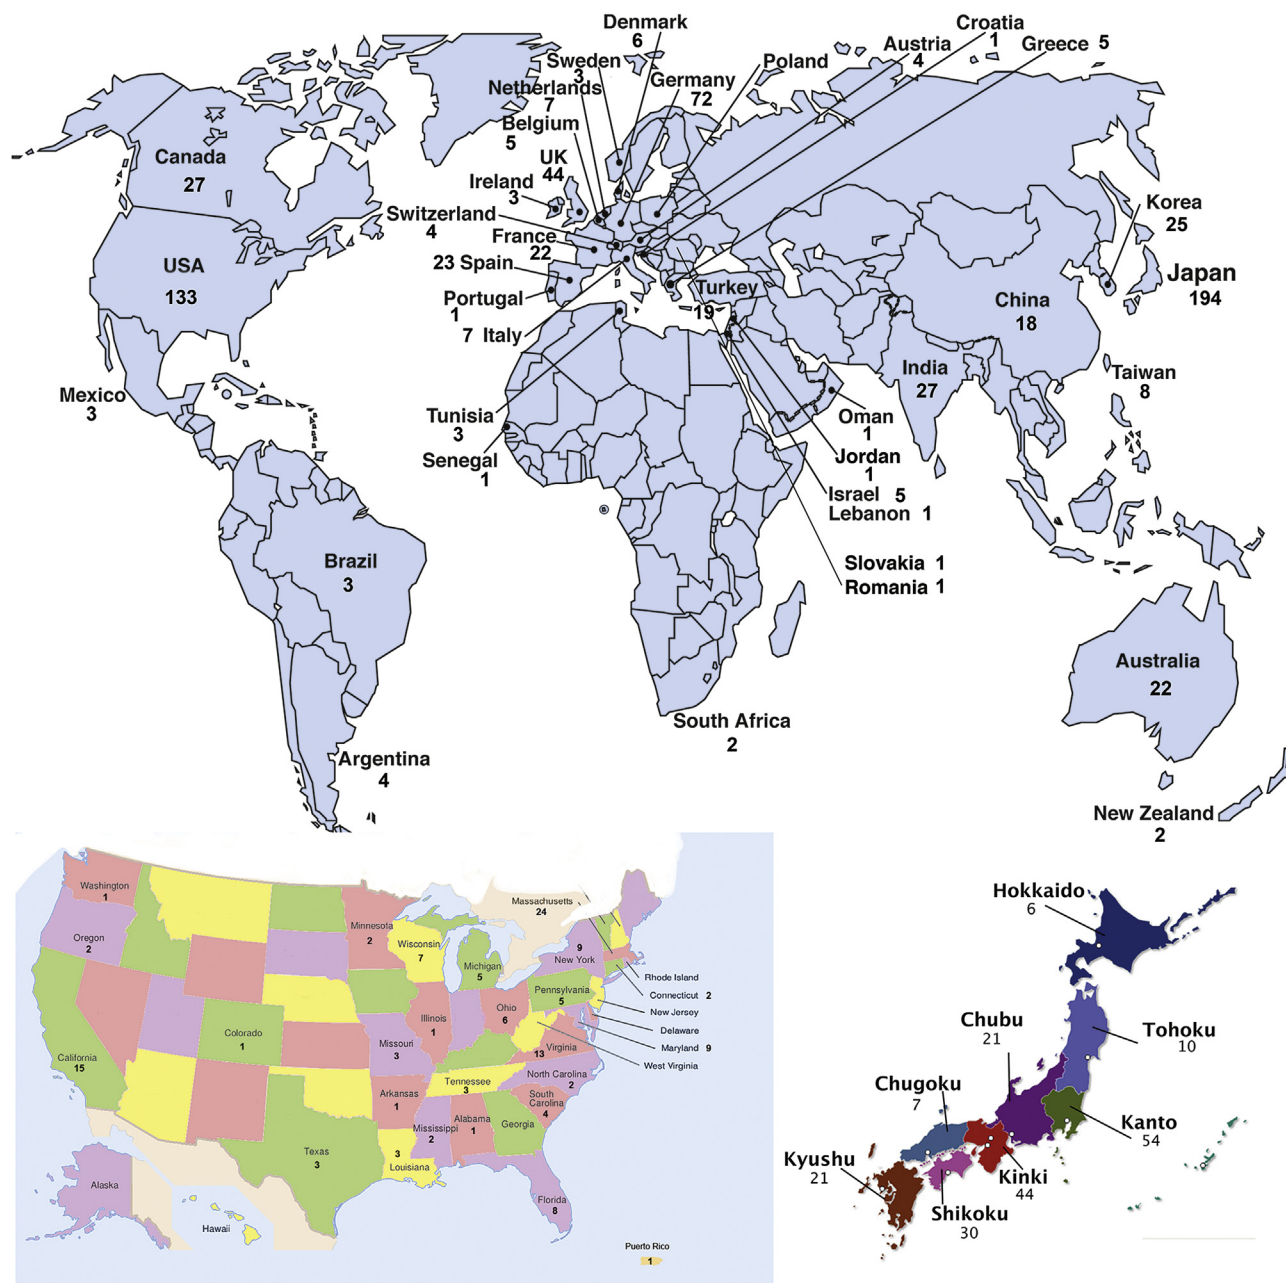 Denmark
6
Croatia
1
Austria
4
Greece 5
Sweden
3
Poland
Netherlands
7
Germany
72
Belgium
5
UK
44
Canada
27
Ireland
3
Switzerland
4
Korea
25
France
22
USA
133
23 Spain
Japan
194
Turkey
19
Portugal
1
China
18
7 Italy
India
27
Taiwan
8
Mexico
3
Tunisia
3
Oman
1
Senegal
1
Jordan
1
Israel 5
Lebanon 1
Brazil
3
Slovakia 1
Romania 1
Australia
22
South Africa
2
Argentina
4
New Zealand
2
Washington
1
Oregon
2
California
15
Colorado
1
Minnesota
2
Wisconsin
7
Michigan
5
Massachusetts
24
9
New York
Rhode Island
Connecticut 2
New Jersey
Delaware
Maryland 9
West Virginia
Pennsylvania
5
Ohio
6
Illinois
1
Missouri
3
13 Virginia
North Carolina
2
Tennessee
3
South
Carolina
4
Arkansas
1
Mississippi
2
Alabama
1
Georgia
Texas
3
3
Louisiana
Florida
8
Alaska
Hawaii
Puerto Rico
1
Hokkaido
6
Chubu
21
Tohoku
10
Chugoku
7
Kanto
54
Kyushu
21
Kinki
44
Shikoku
30